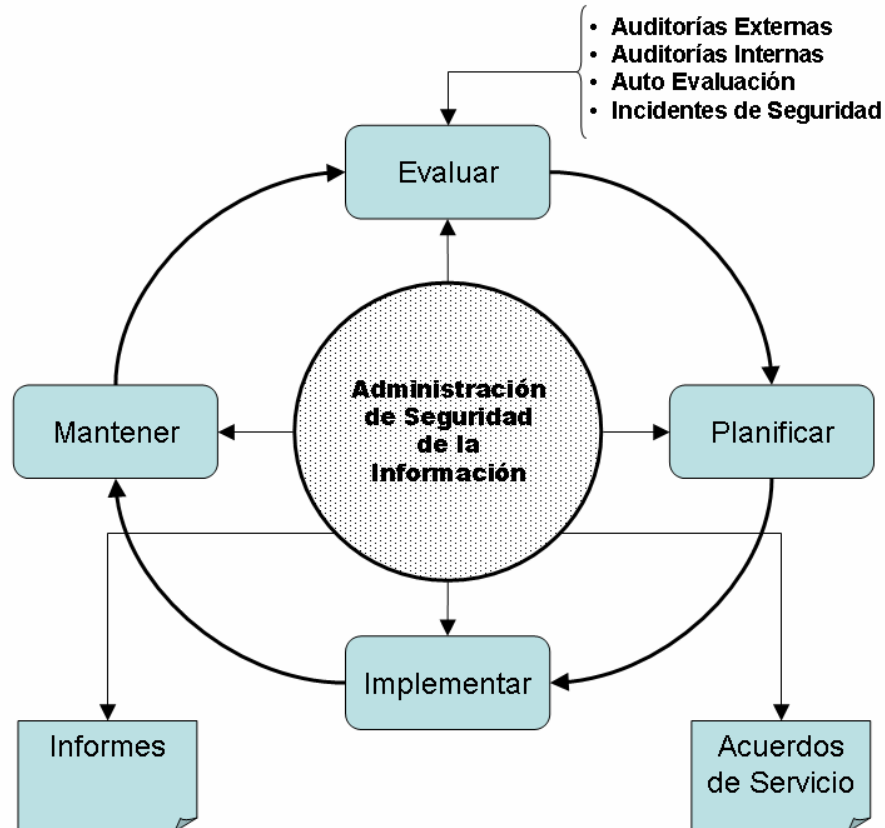 • Auditorías Externas
• Auditorías Internas
• Auto Evaluación
• Incidentes de Seguridad
Evaluar
Administración
de Seguridad
de la
Información
Mantener
Planificar
Implementar
Informes
Acuerdos
de Servicio